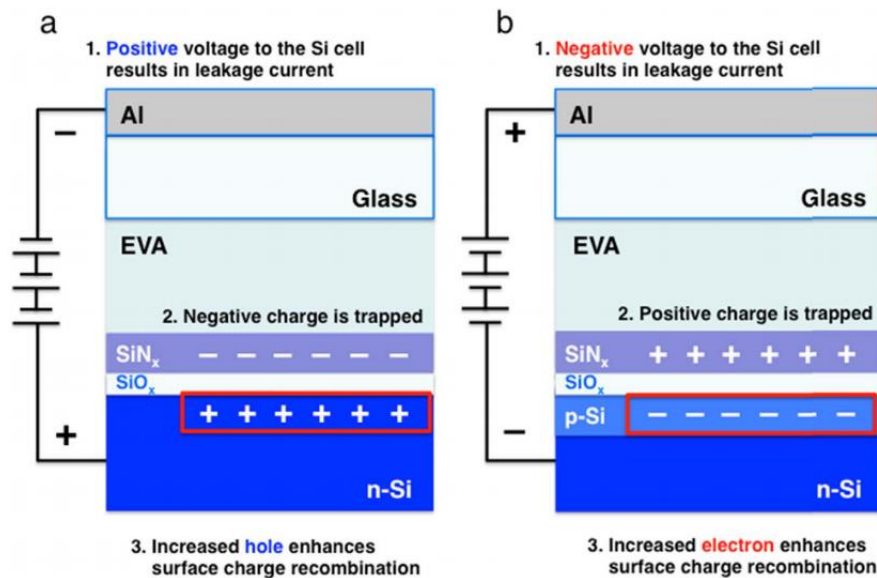 a
1. Positive voltage to the Si cell
results in leakage current
−
Al
Glass
EVA
2. Negative charge is trapped
SiNₓ − − − − − −
SiOₓ
+ + + + + +
+
n-Si
3. Increased hole enhances
surface charge recombination
b
1. Negative voltage to the Si cell
results in leakage current
+
Al
Glass
EVA
2. Positive charge is trapped
SiNₓ + + + + + +
SiOₓ
p-Si − − − − − −
−
n-Si
3. Increased electron enhances
surface charge recombination